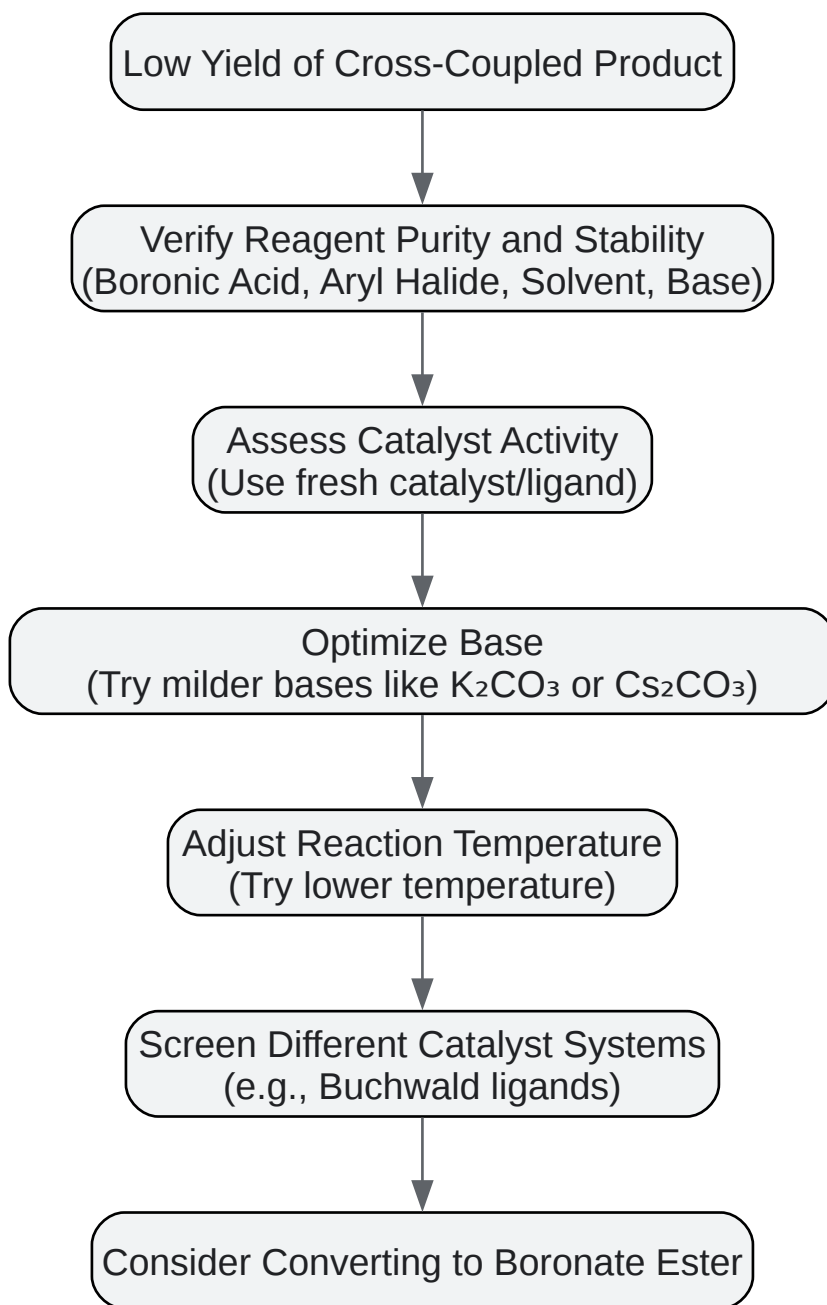 Low Yield of Cross-Coupled Product
Verify Reagent Purity and Stability
(Boronic Acid, Aryl Halide, Solvent, Base)
Assess Catalyst Activity
(Use fresh catalyst/ligand)
Optimize Base
(Try milder bases like K₂CO₃ or Cs₂CO₃)
Adjust Reaction Temperature
(Try lower temperature)
Screen Different Catalyst Systems
(e.g., Buchwald ligands)
Consider Converting to Boronate Ester